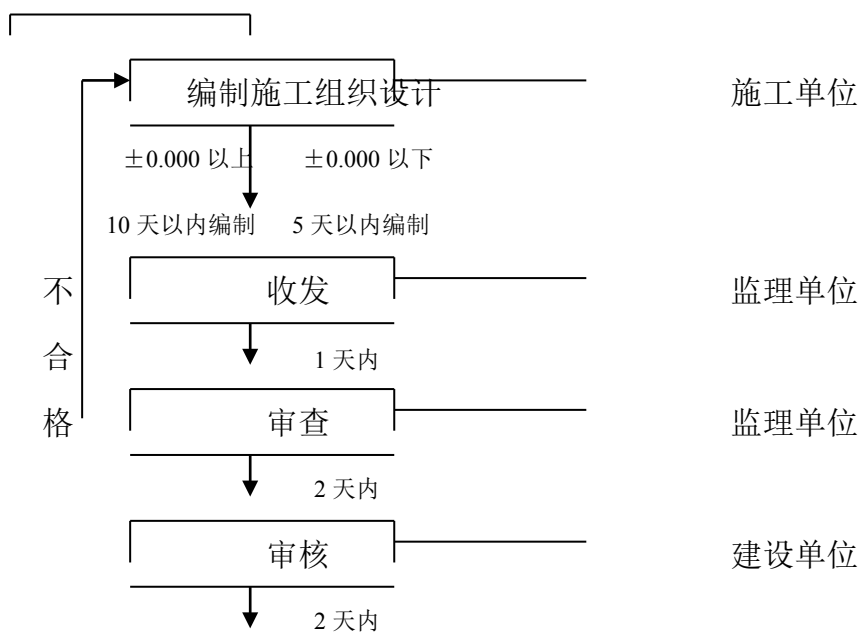 编制施工组织设计 施工单位
±0.000 以上 ±0.000 以下
10 天以内编制 5 天以内编制
不
收发 监理单位
合
1 天内
格
审查 监理单位
2 天内
审核 建设单位
2 天内